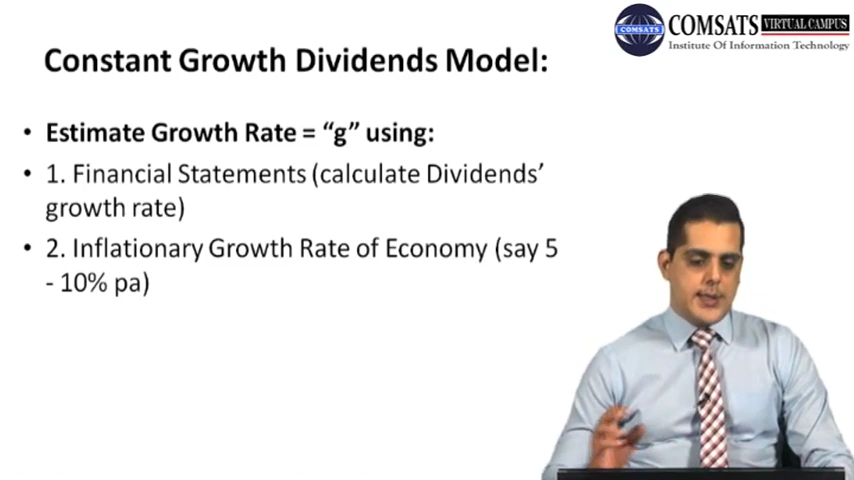 COMSATS
COMSATS VIRTUAL CAMPUS
Institute Of Information Technology
Constant Growth Dividends Model:
• Estimate Growth Rate = “g” using:
• 1. Financial Statements (calculate Dividends’
growth rate)
• 2. Inflationary Growth Rate of Economy (say 5
- 10% pa)